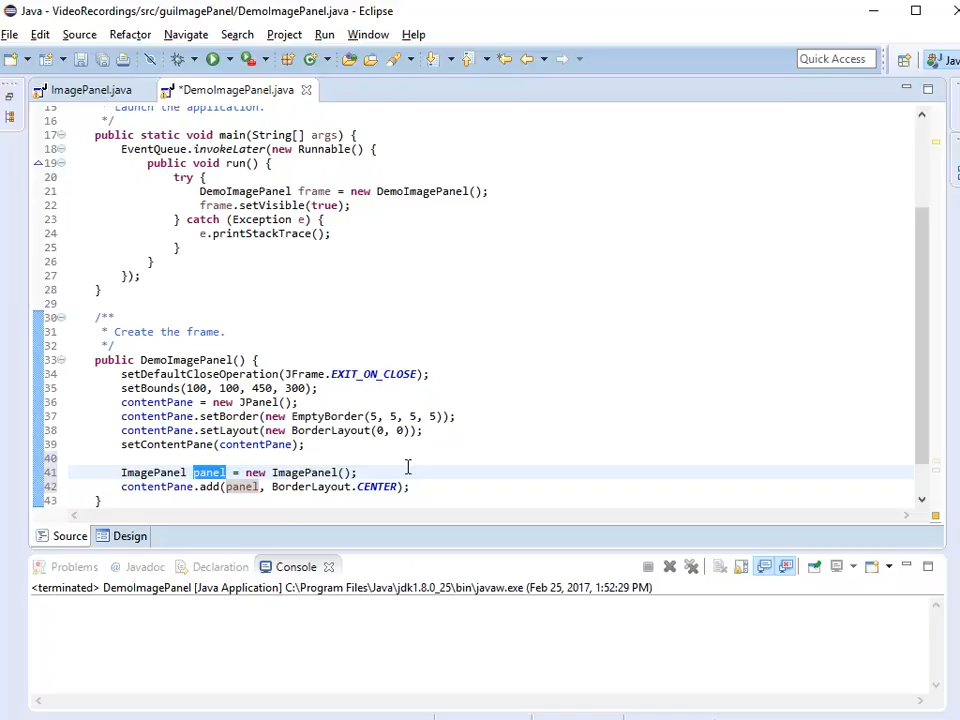 Java - VideoRecordings/src/guiImagePanel/DemoImagePanel.java - Eclipse
File Edit Source Refactor Navigate Search Project Run Window Help
Quick Access Jav
ImagePanel.java *DemoImagePanel.java
15 * Launch the application.
16 */
17 public static void main(String[] args) {
18 EventQueue.invokeLater(new Runnable() {
19 public void run() {
20 try {
21 DemoImagePanel frame = new DemoImagePanel();
22 frame.setVisible(true);
23 } catch (Exception e) {
24 e.printStackTrace();
25 }
26 }
27 });
28 }
29
30 /**
31 * Create the frame.
32 */
33 public DemoImagePanel() {
34 setDefaultCloseOperation(JFrame.EXIT_ON_CLOSE);
35 setBounds(100, 100, 450, 300);
36 contentPane = new JPanel();
37 contentPane.setBorder(new EmptyBorder(5, 5, 5, 5));
38 contentPane.setLayout(new BorderLayout(0, 0));
39 setContentPane(contentPane);
40
41 ImagePanel panel = new ImagePanel();
42 contentPane.add(panel, BorderLayout.CENTER);
43 }
Source Design
Problems @ Javadoc Declaration Console
<terminated> DemoImagePanel [Java Application] C:\Program Files\Java\jdk1.8.0_25\bin\javaw.exe (Feb 25, 2017, 1:52:29 PM)